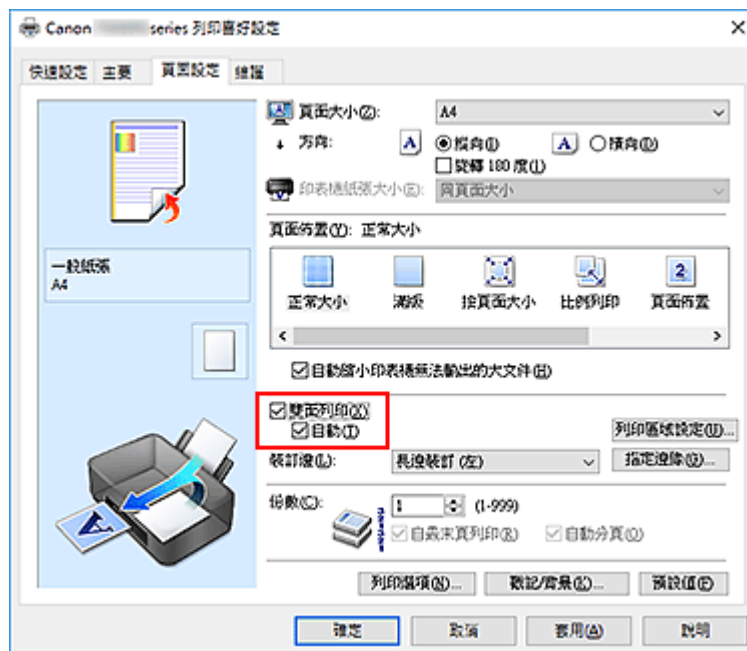 Canon series 列印喜好設定
快速設定 主要 頁面設定 維護
頁面大小(Z): A4
方向: A 縱向(I) A 橫向(D)
旋轉 180 度(J)
印表機紙張大小(E): 同頁面大小
頁面佈置(Y): 正常大小
一般紙張
A4
正常大小 滿版 按頁面大小 比例列印 頁面佈置
自動縮小印表機無法輸出的大文件(H)
雙面列印(X)
自動(T)
列印區域設定(U)...
裝訂邊(L): 長邊裝訂 (左) 指定邊緣(G)...
份數(C): 1 (1-999)
自最末頁列印(R) 自動分頁(O)
列印選項(N)... 戳記/背景(K)... 預設值(F)
確定 取消 套用(A) 說明